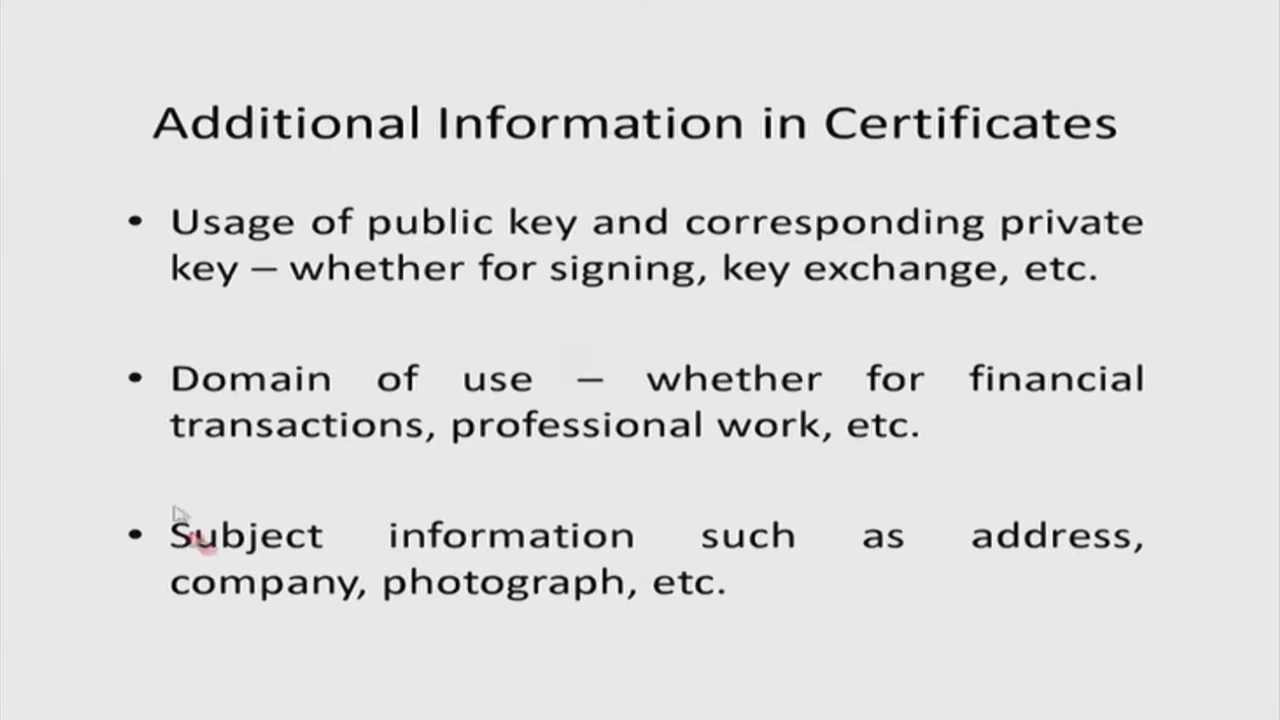 Additional Information in Certificates
• Usage of public key and corresponding private
key – whether for signing, key exchange, etc.
• Domain of use – whether for financial
transactions, professional work, etc.
• Subject information such as address,
company, photograph, etc.